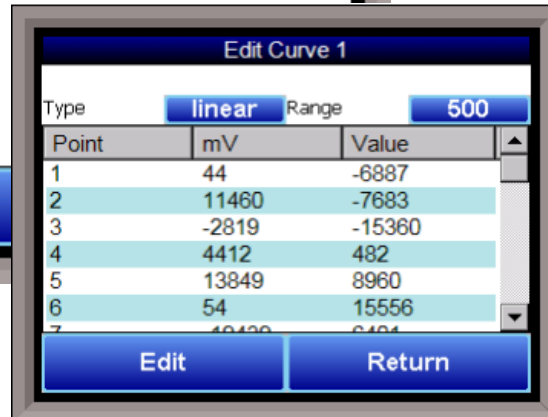 Edit Curve 1
Type linear Range 500
Point mV Value
1 44 -6887
2 11460 -7683
3 -2819 -15360
4 4412 482
5 13849 8960
6 54 15556
Edit Return